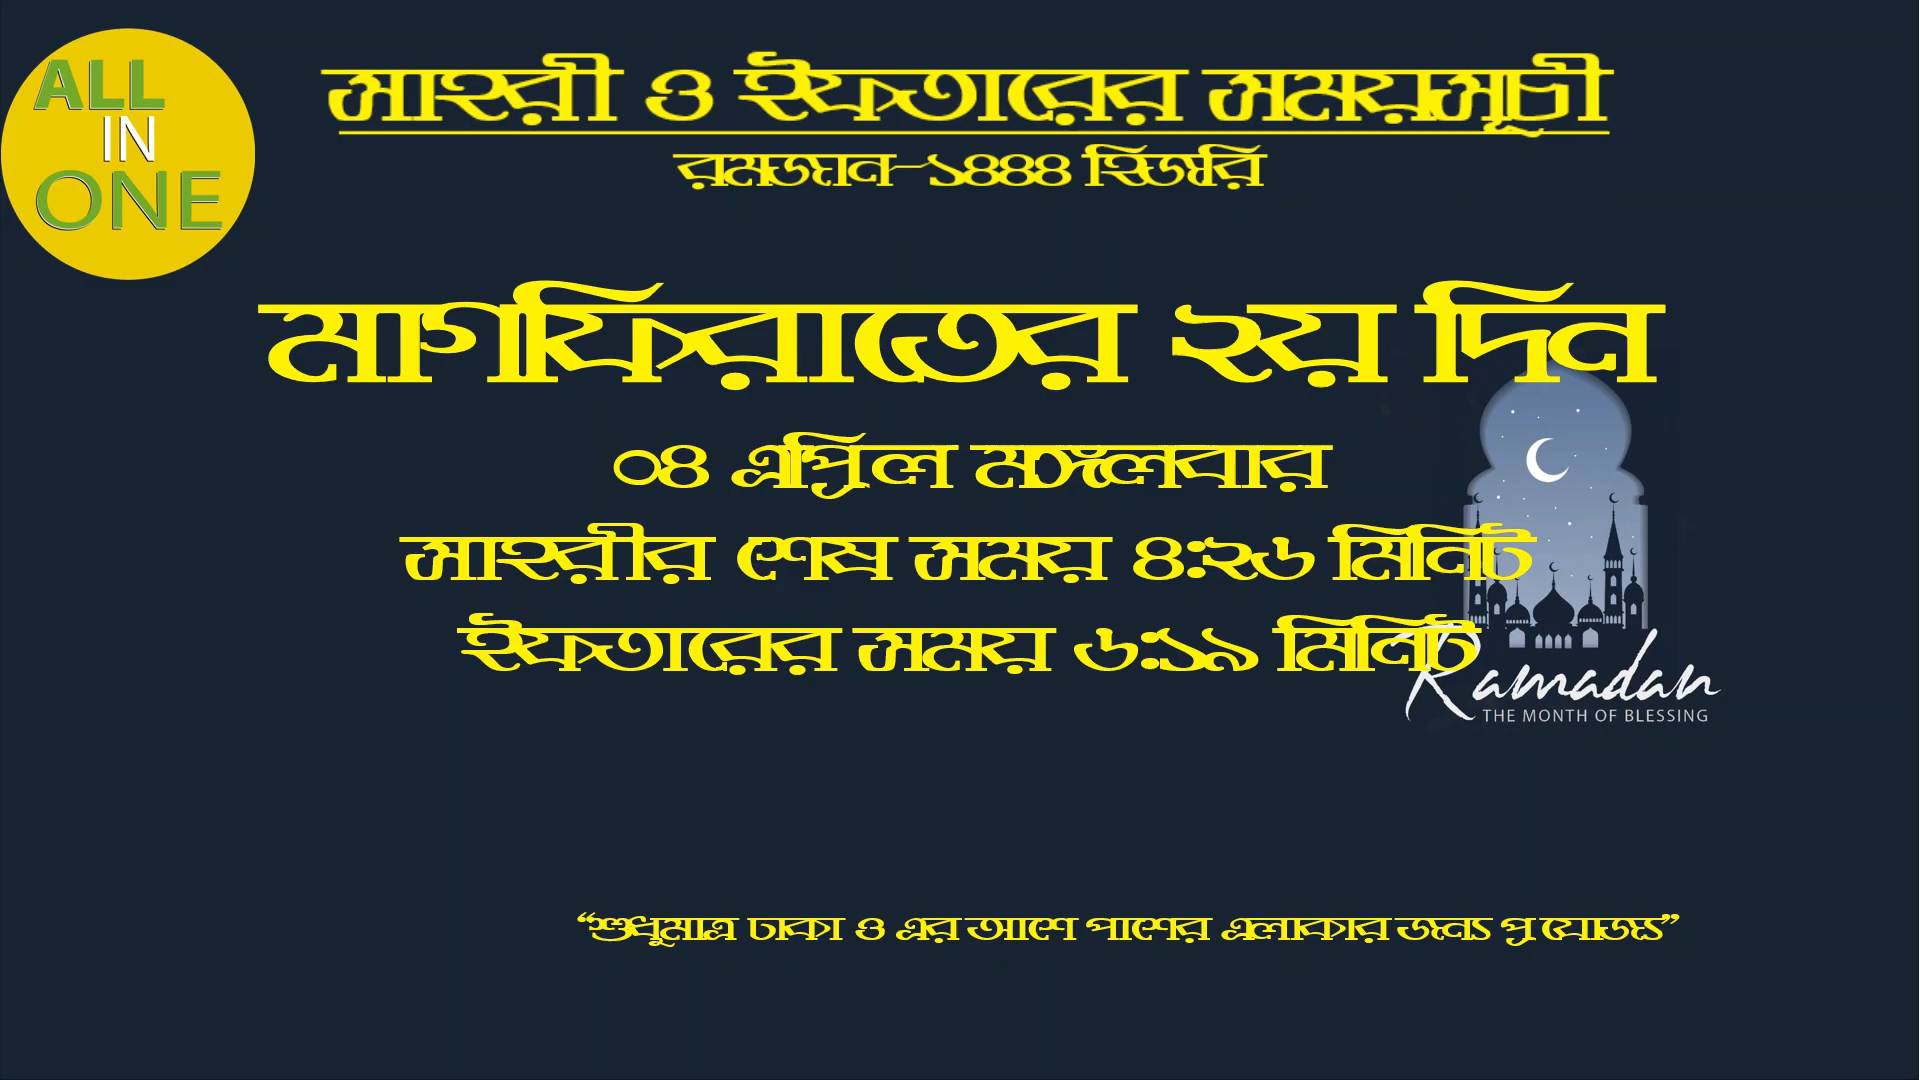 ALL
IN
ONE
সাহরী ও ইফতারের সময়সূচী
রমজান-১৪৪৪ হিজরি
মাগফিরাতের ২য় দিন
০৪ এপ্রিল মঙ্গলবার
সাহরীর শেষ সময় ৪:২৬ মিনিট
ইফতারের সময় ৬:১৯ মিনিট
Ramadan
THE MONTH OF BLESSING
“শুধুমাত্র ঢাকা ও এর আশে পাশের এলাকার জন্য প্রযোজ্য”